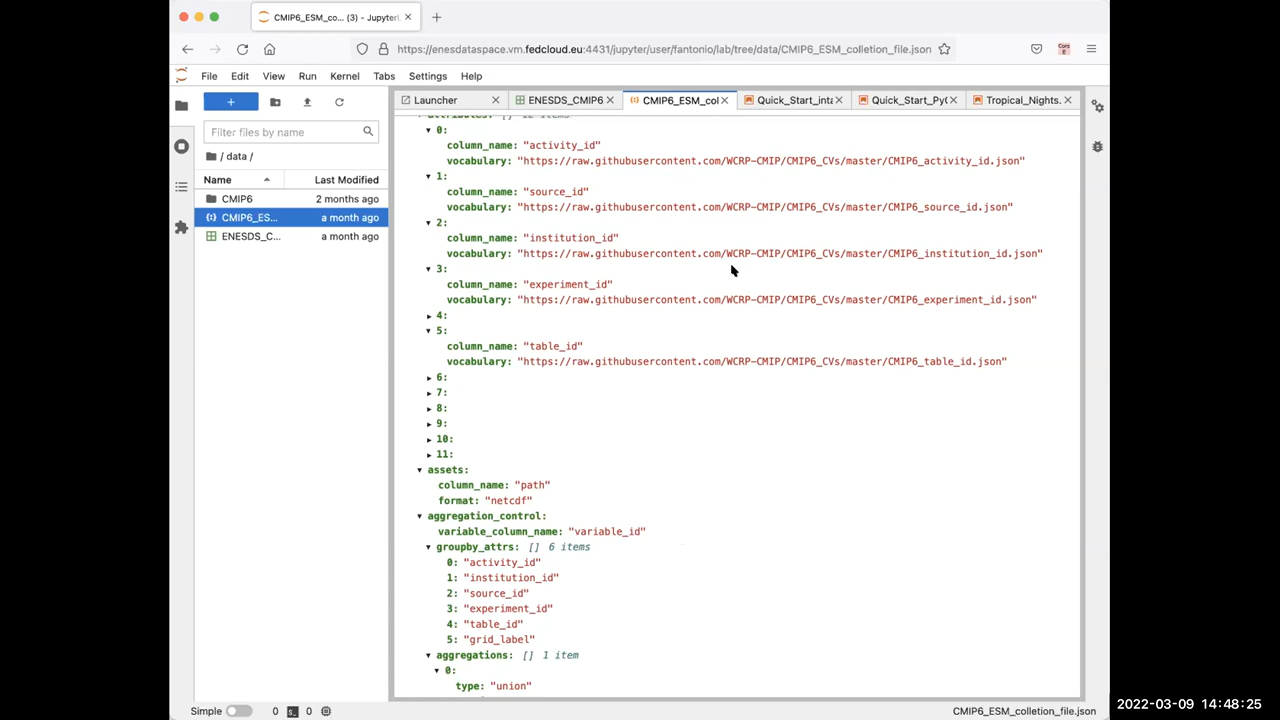 CMIP6_ESM_co... (3) - JupyterL
https://enesdataspace.vm.fedcloud.eu:4431/jupyter/user/fantonio/lab/tree/data/CMIP6_ESM_colletion_file.json
File Edit View Run Kernel Tabs Settings Help
Launcher ENESDS_CMIP6 CMIP6_ESM_col Quick_Start_inta Quick_Start_PyO Tropical_Nights.
Filter files by name
/ data /
Name Last Modified
CMIP6 2 months ago
CMIP6_ES... a month ago
ENESDS_C... a month ago
attributes: [] 12 items
0:
column_name: "activity_id"
vocabulary: "https://raw.githubusercontent.com/WCRP-CMIP/CMIP6_CVs/master/CMIP6_activity_id.json"
1:
column_name: "source_id"
vocabulary: "https://raw.githubusercontent.com/WCRP-CMIP/CMIP6_CVs/master/CMIP6_source_id.json"
2:
column_name: "institution_id"
vocabulary: "https://raw.githubusercontent.com/WCRP-CMIP/CMIP6_CVs/master/CMIP6_institution_id.json"
3:
column_name: "experiment_id"
vocabulary: "https://raw.githubusercontent.com/WCRP-CMIP/CMIP6_CVs/master/CMIP6_experiment_id.json"
4:
5:
column_name: "table_id"
vocabulary: "https://raw.githubusercontent.com/WCRP-CMIP/CMIP6_CVs/master/CMIP6_table_id.json"
6:
7:
8:
9:
10:
11:
assets:
column_name: "path"
format: "netcdf"
aggregation_control:
variable_column_name: "variable_id"
groupby_attrs: [] 6 items
0: "activity_id"
1: "institution_id"
2: "source_id"
3: "experiment_id"
4: "table_id"
5: "grid_label"
aggregations: [] 1 item
0:
type: "union"
Simple 0 0 CMIP6_ESM_colletion_file.json
2022-03-09 14:48:25